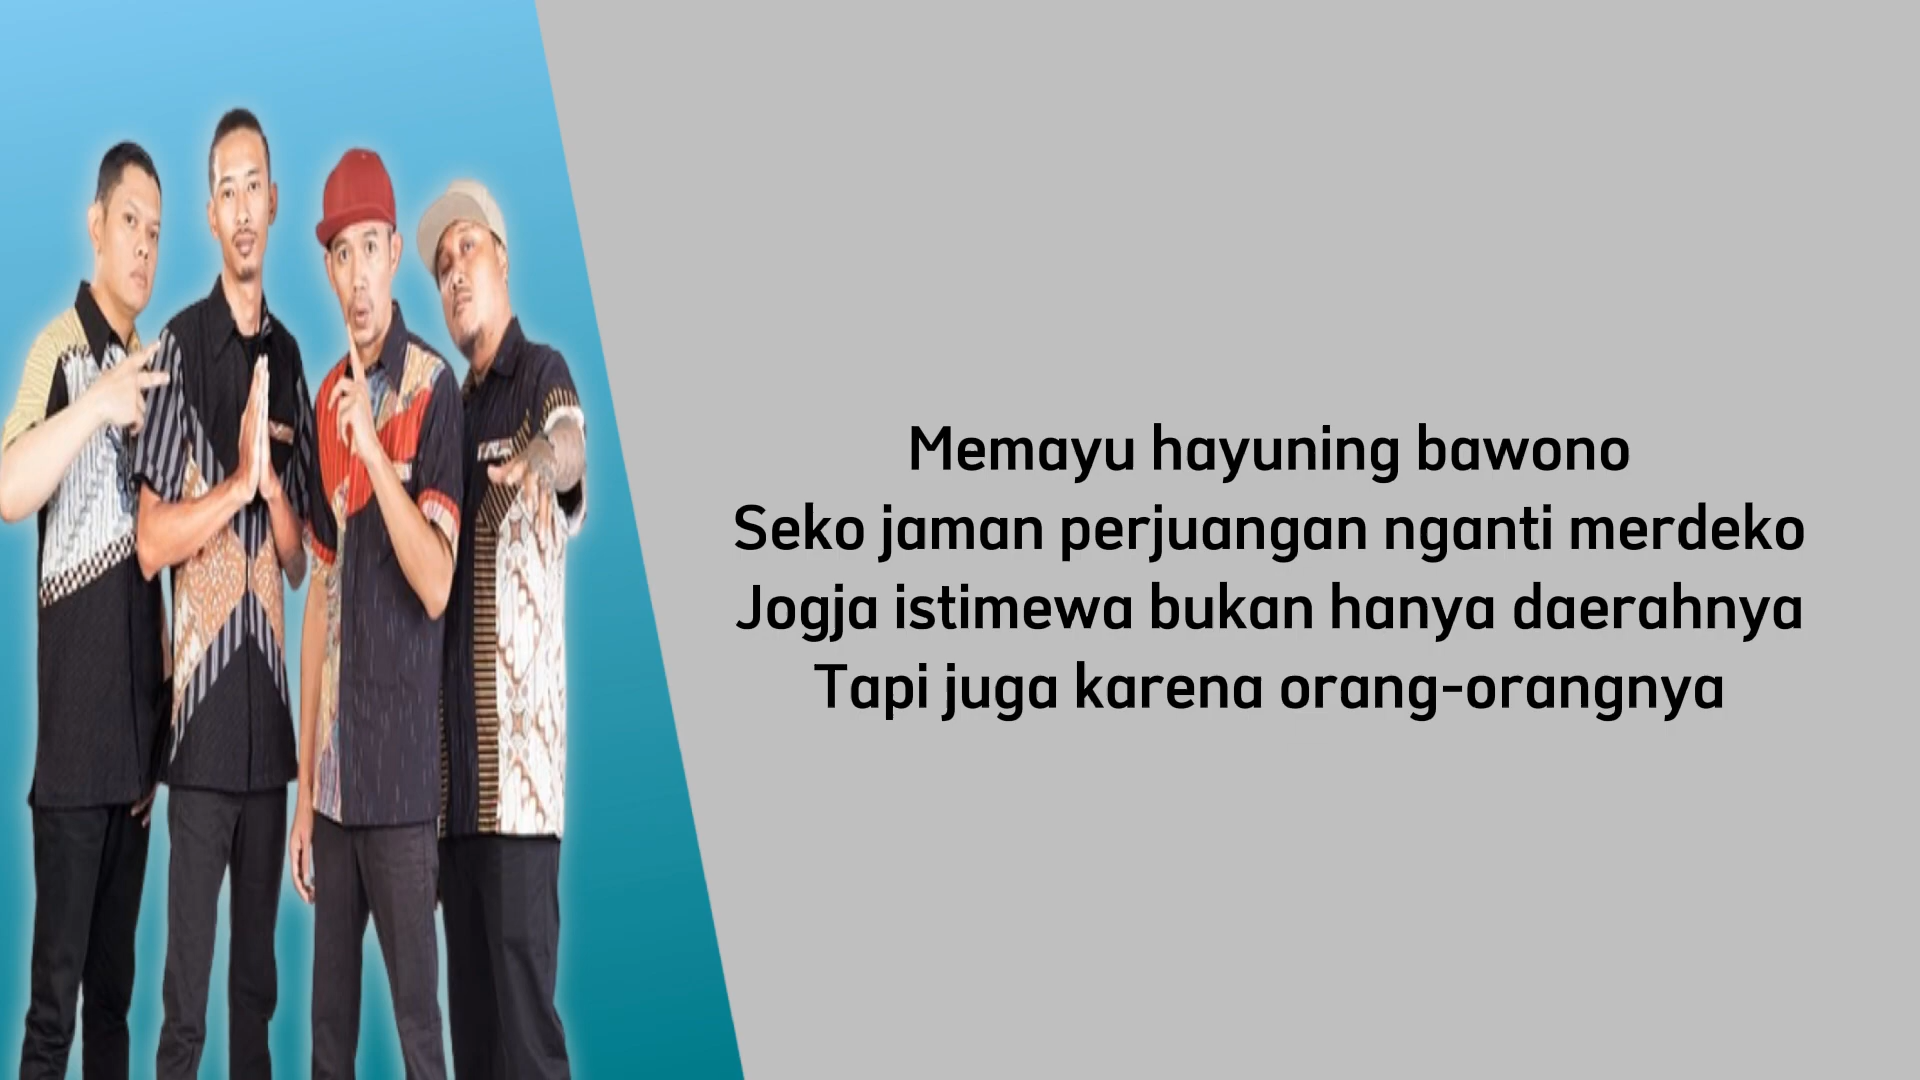 Memayu hayuning bawono
Seko jaman perjuangan nganti merdeko
Jogja istimewa bukan hanya daerahnya
Tapi juga karena orang-orangnya